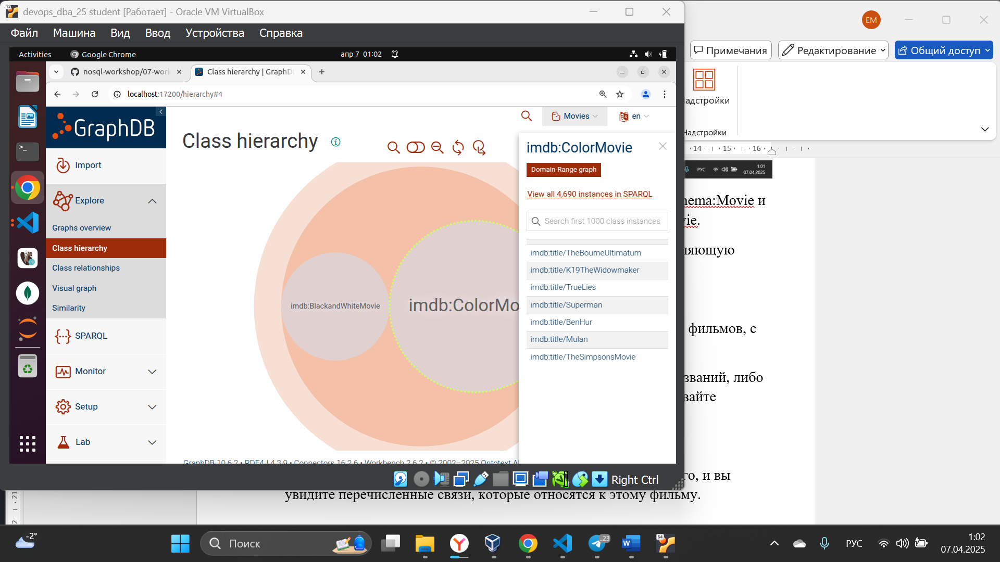 devops_dba_25 student [Работает] - Oracle VM VirtualBox
Файл Машина Вид Ввод Устройства Справка
Activities Google Chrome апр 7 01:02
nosql-workshop/07-work Class hierarchy | GraphD
localhost:17200/hierarchy#4
GraphDB
Import
Explore
Graphs overview
Class hierarchy
Class relationships
Visual graph
Similarity
SPARQL
Monitor
Setup
Lab
Movies en
Class hierarchy
imdb:BlackandWhiteMovie
imdb:ColorMo
imdb:ColorMovie
Domain-Range graph
View all 4,690 instances in SPARQL
Search first 1000 class instances
imdb:title/TheBourneUltimatum
imdb:title/K19TheWidowmaker
imdb:title/TrueLies
imdb:title/Superman
imdb:title/BenHur
imdb:title/Mulan
imdb:title/TheSimpsonsMovie
GraphDB 10.6.2 • RDF4J 4.3.9 • Connectors 16.2.6 • Workbench 2.6.2 • © 2002–2025 Ontotext A
Right Ctrl
EM
Примечания Редактирование Общий доступ
адстройки
Надстройки
14 15 16
1:01
РУС
07.04.2025
hema:Movie и
vie.
ляющую
фильмов, с
званий, либо
вайте
го, и вы
увидите перечисленные связи, которые относятся к этому фильму.
21
2
-2°
Поиск
64
..23
РУС
1:02
07.04.2025